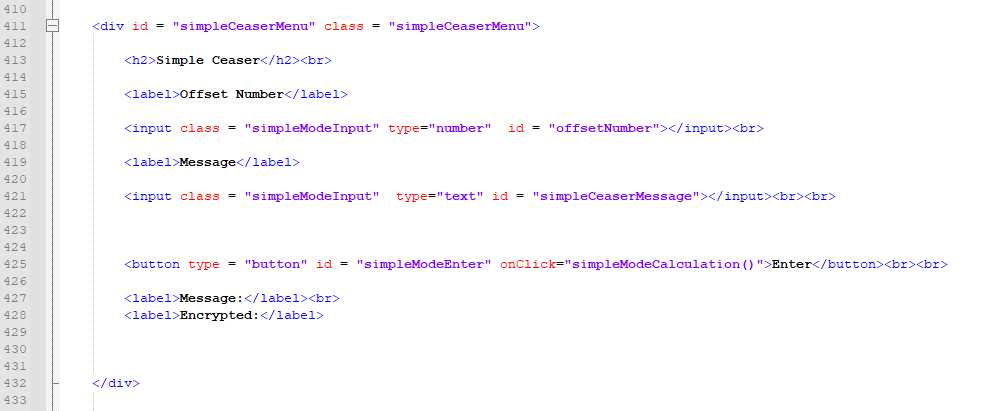 410
411 <div id = "simpleCeaserMenu" class = "simpleCeaserMenu">
412
413 <h2>Simple Ceaser</h2><br>
414
415 <label>Offset Number</label>
416
417 <input class = "simpleModeInput" type="number"  id = "offsetNumber"></input><br>
418
419 <label>Message</label>
420
421 <input class = "simpleModeInput"  type="text" id = "simpleCeaserMessage"></input><br><br>
422
423
424
425 <button type = "button" id = "simpleModeEnter" onClick="simpleModeCalculation()">Enter</button><br><br>
426
427 <label>Message:</label><br>
428 <label>Encrypted:</label>
429
430
431
432 </div>
433